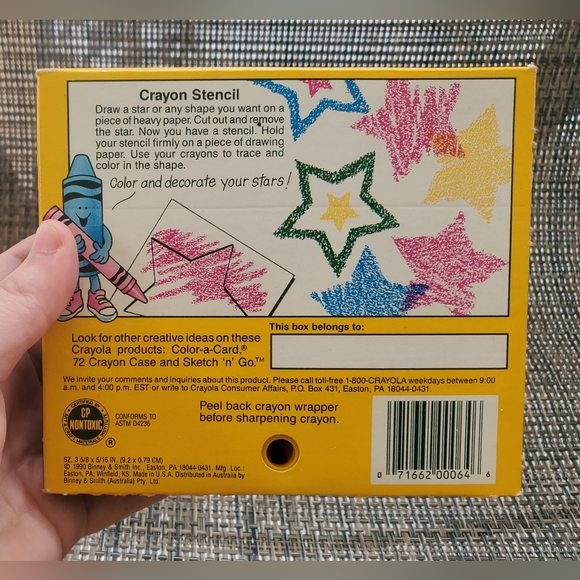 Crayon Stencil
Draw a star or any shape you want on a
piece of heavy paper. Cut out and remove
the star. Now you have a stencil. Hold
your stencil firmly on a piece of drawing
paper. Use your crayons to trace and
color in the shape.
Color and decorate your stars!
Look for other creative ideas on these
Crayola products: Color-a-Card,®
72 Crayon Case and Sketch 'n' Go.™
This box belongs to:
We invite your comments and inquiries about this product. Please call toll-free 1-800-CRAYOLA weekdays between 9:00
a.m. and 4:00 p.m. EST or write to Crayola Consumer Affairs, P.O. Box 431, Easton, PA 18044-0431.
CP
NONTOXIC
®
CONFORMS TO
ASTM D4236
Peel back crayon wrapper
before sharpening crayon.
SZ. 3 5/8 x 5/16 IN. (9.2 x 0.79 CM)
© 1990 Binney & Smith Inc., Easton, PA 18044-0431. Mfg. Loc.:
Easton, PA; Winfield, KS. Made in U.S.A. Distributed in Australia by
Binney & Smith (Australia) Pty. Ltd.
0 71662 00064 6